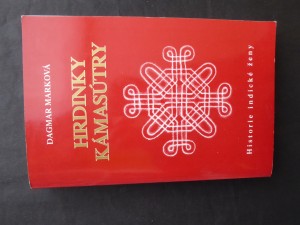 DAGMAR MARKOVÁ
HRDINKY
KÁMASÚTRY
Historie indické ženy